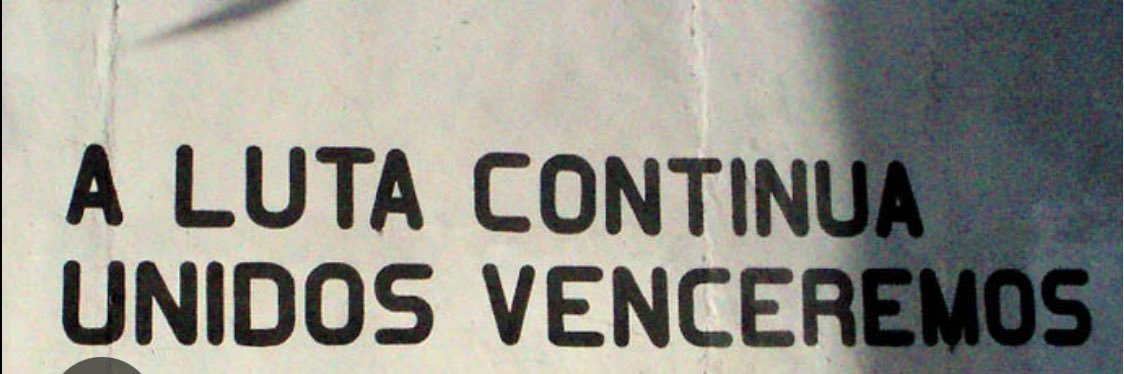 A LUTA CONTINUA
UNIDOS VENCEREMOS